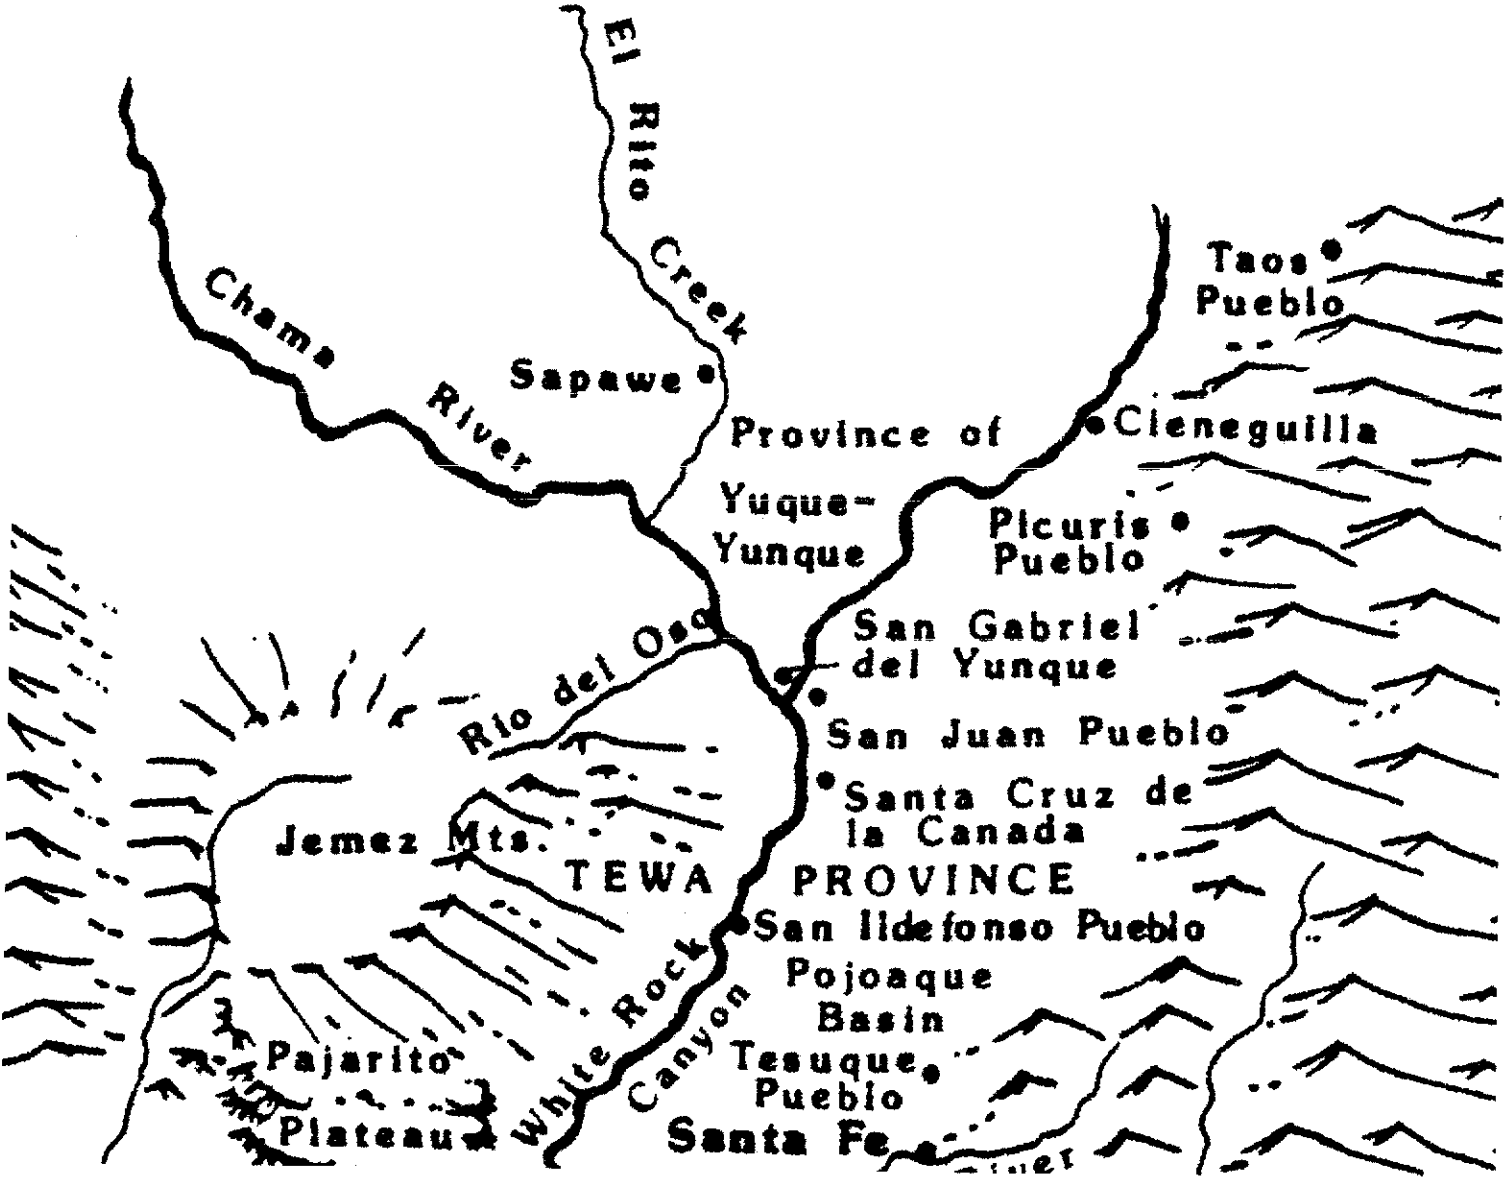 El Rito Creek
Chama River
Taos
Pueblo
Sapawe
Cieneguilla
Province of
Yuque-
Yunque
Picuris
Pueblo
San Gabriel
del Yunque
Rio del Oso
San Juan Pueblo
Santa Cruz de
la Canada
Jemez Mts.
TEWA PROVINCE
San Ildefonso Pueblo
Pojoaque
Basin
White Rock
Canyon
Pajarito
Plateau
Tesuque
Pueblo
Santa Fe
River